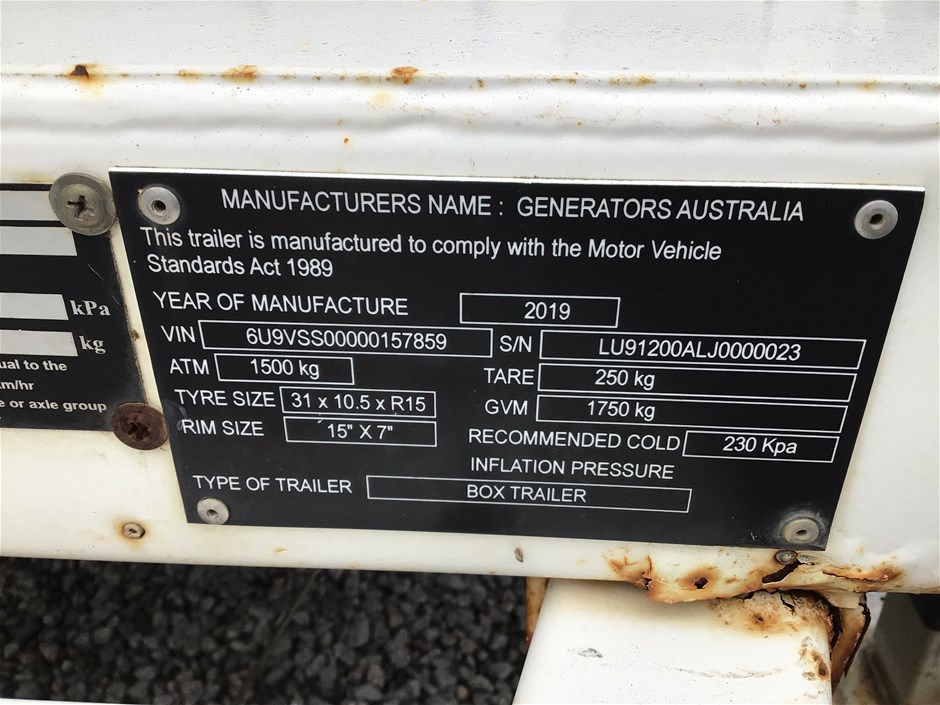 MANUFACTURERS NAME : GENERATORS AUSTRALIA
This trailer is manufactured to comply with the Motor Vehicle
Standards Act 1989
YEAR OF MANUFACTURE 2019
VIN 6U9VSS00000157859 S/N LU91200ALJ0000023
ATM 1500 kg TARE 250 kg
TYRE SIZE 31 x 10.5 x R15 GVM 1750 kg
RIM SIZE 15" X 7" RECOMMENDED COLD 230 Kpa
INFLATION PRESSURE
TYPE OF TRAILER BOX TRAILER
kPa
kg
to the
or axle group